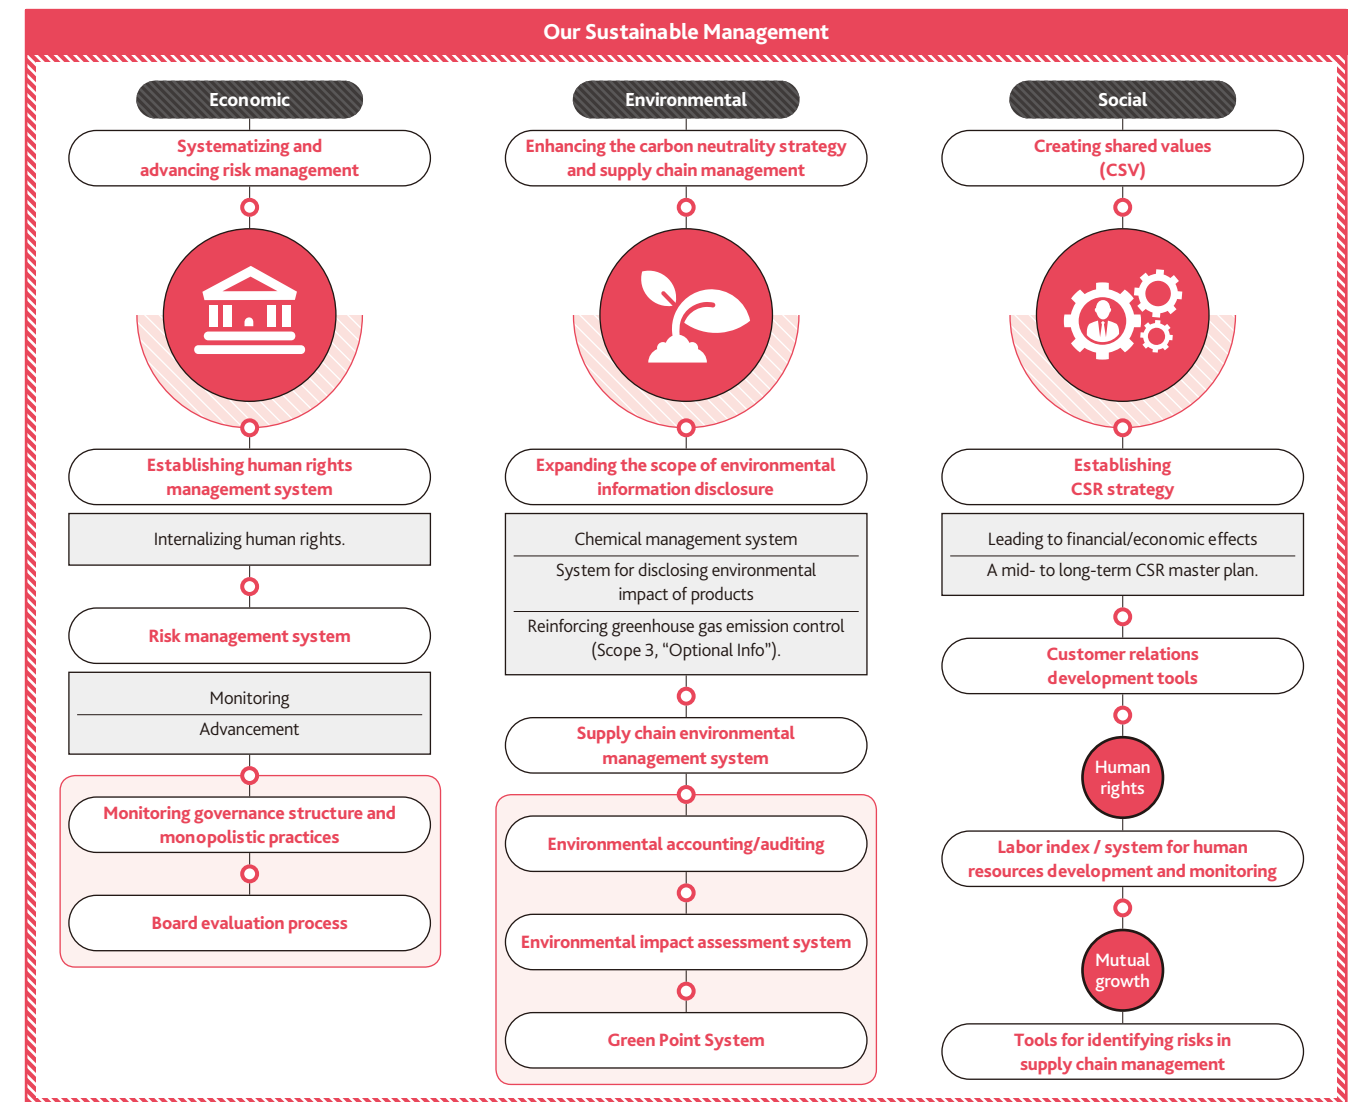 Our Sustainable Management
Economic
Systematizing and
advancing risk management
Establishing human rights
management system
Internalizing human rights.
Risk management system
Monitoring
Advancement
Monitoring governance structure and
monopolistic practices
Board evaluation process
Environmental
Enhancing the carbon neutrality strategy
and supply chain management
Expanding the scope of environmental
information disclosure
Chemical management system
System for disclosing environmental
impact of products
Reinforcing greenhouse gas emission control
(Scope 3, “Optional Info”).
Supply chain environmental
management system
Environmental accounting/auditing
Environmental impact assessment system
Green Point System
Social
Creating shared values
(CSV)
Establishing
CSR strategy
Leading to financial/economic effects
A mid- to long-term CSR master plan.
Customer relations
development tools
Human
rights
Labor index / system for human
resources development and monitoring
Mutual
growth
Tools for identifying risks in
supply chain management